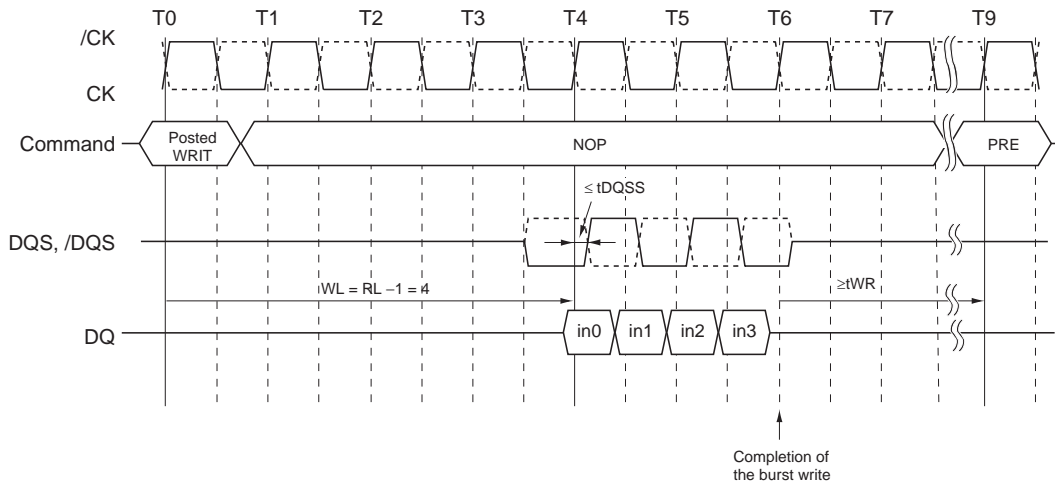 T0 T1 T2 T3 T4 T5 T6 T7 T9
/CK
CK
Command
Posted
WRIT
NOP
PRE
≤ tDQSS
DQS, /DQS
WL = RL −1 = 4
≥tWR
DQ
in0 in1 in2 in3
Completion of
the burst write